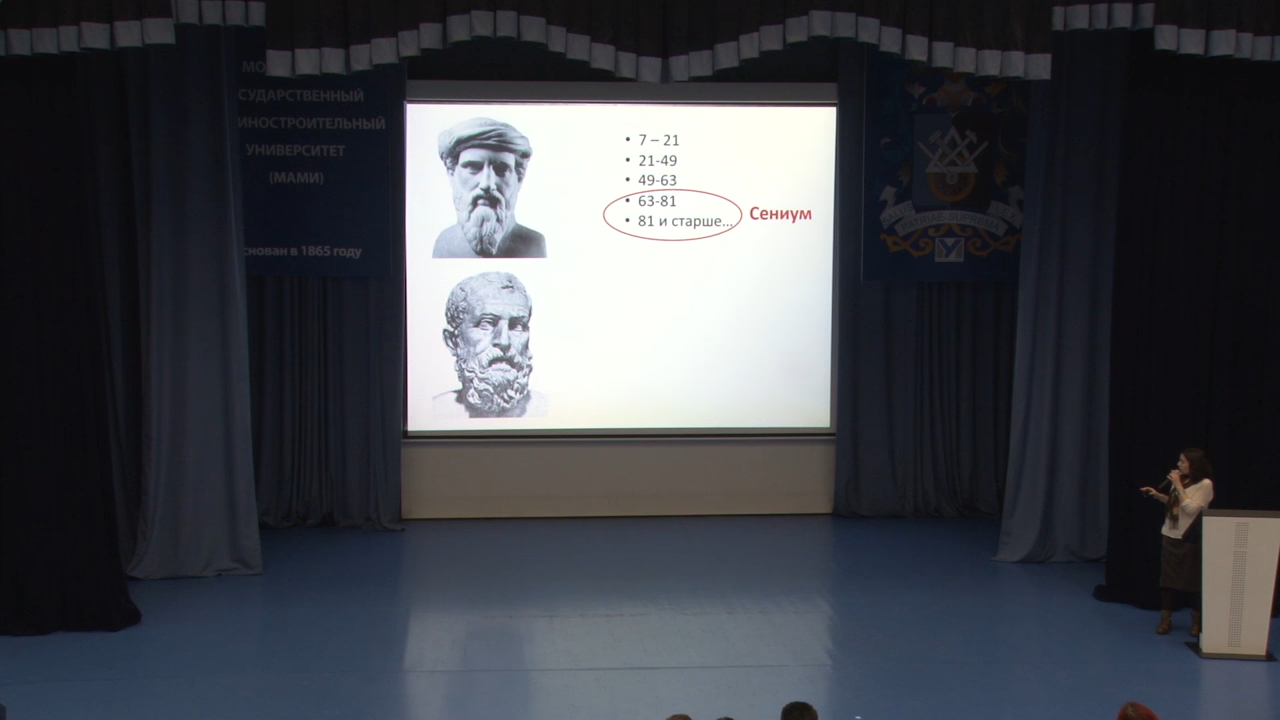 СУДАРСТВЕННЫЙ
ИНОСТРОИТЕЛЬНЫЙ
УНИВЕРСИТЕТ
(МАМИ)
снован в 1865 году
• 7 – 21
• 21-49
• 49-63
• 63-81
• 81 и старше...
Сениум